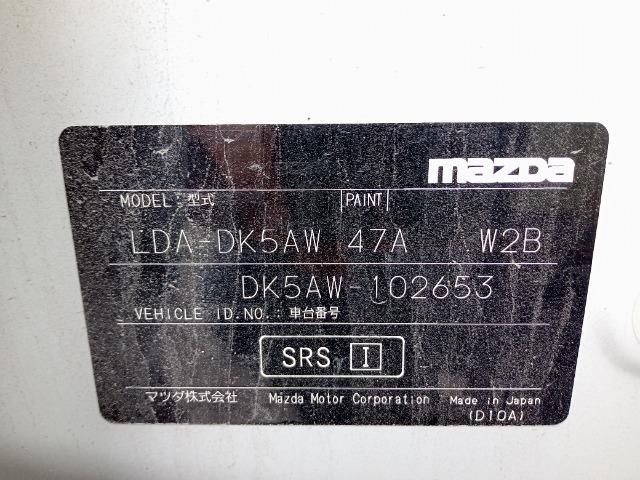 mazda
MODEL:型式 PAINT
LDA-DK5AW 47A W2B
DK5AW-102653
VEHICLE ID.NO.:車台番号
SRS I
マツダ株式会社 Mazda Motor Corporation Made in Japan
(D10A)